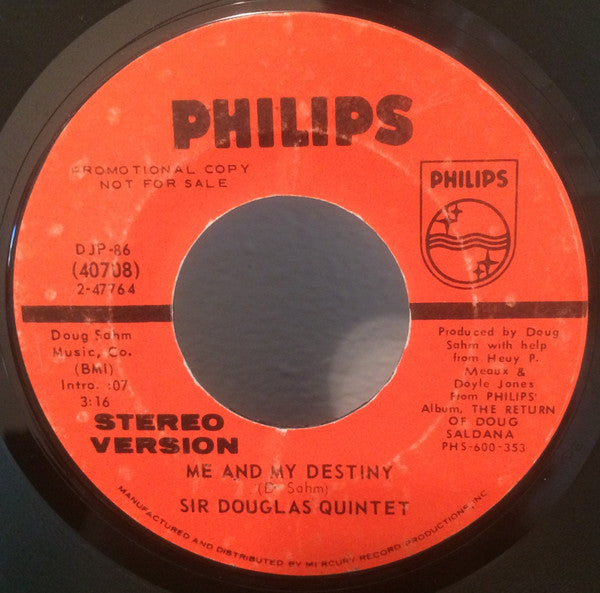 PHILIPS
PROMOTIONAL COPY
NOT FOR SALE
PHILIPS
DJP-86
(40708)
2-47764
Doug Sahm
Music, Co.
(BMI)
Intro. :07
3:16
STEREO
VERSION
Produced by Doug
Sahm with help
from Heuy P.
Meaux &
Doyle Jones
From PHILIPS'
Album, THE RETURN
OF DOUG
SALDANA
PHS-600-353
ME AND MY DESTINY
(D. Sahm)
SIR DOUGLAS QUINTET
MANUFACTURED AND DISTRIBUTED BY MERCURY RECORD PRODUCTIONS, INC.